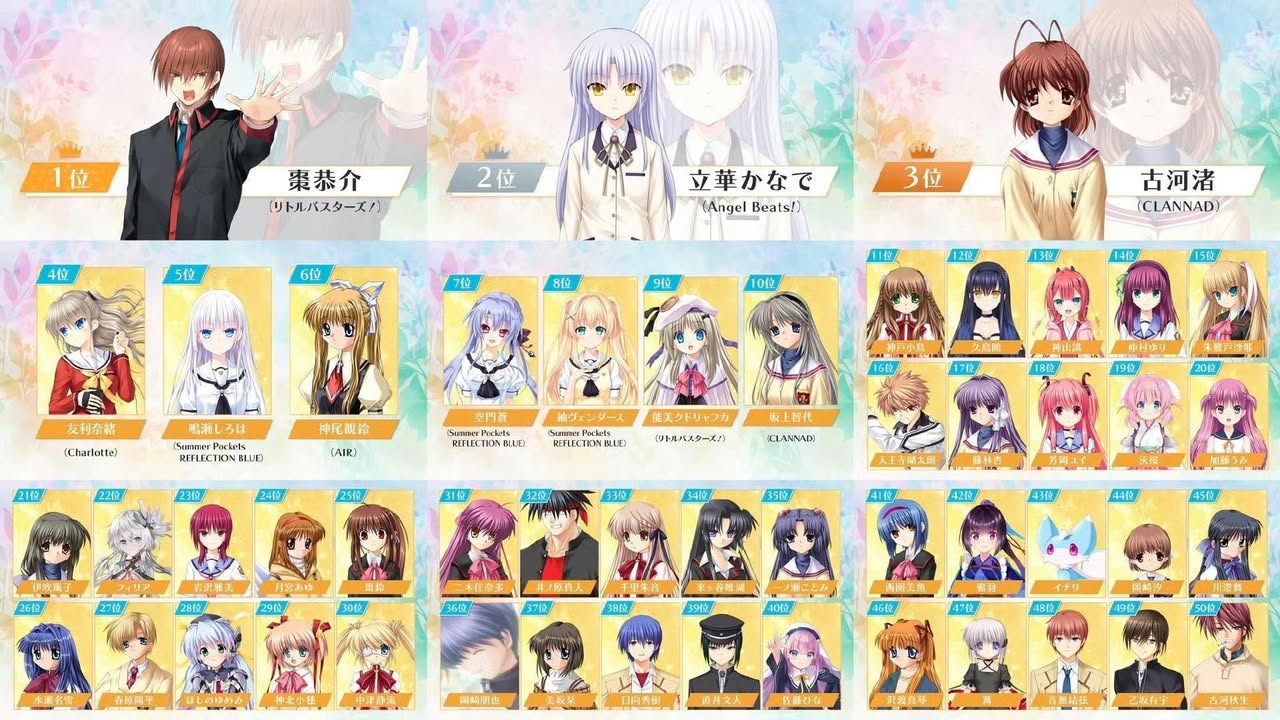 1位
棗恭介
(リトルバスターズ!)
2位
立華かなで
(Angel Beats!)
3位
古河渚
(CLANNAD)
4位
友利奈緒
(Charlotte)
5位
鳴瀬しろは
(Summer Pockets
REFLECTION BLUE)
6位
神尾観鈴
(AIR)
7位
空門蒼
(Summer Pockets
REFLECTION BLUE)
8位
紬ヴェンダース
(Summer Pockets
REFLECTION BLUE)
9位
能美クドリャフカ
(リトルバスターズ!)
10位
坂上智代
(CLANNAD)
11位
神戸小鳥
12位
久島鴎
13位
神山識
14位
仲村ゆり
15位
朱鷺戸沙耶
16位
天王寺瑚太朗
17位
藤林杏
18位
芳岡ユイ
19位
灰桜
20位
加藤うみ
21位
伊吹風子
22位
フィリア
23位
岩沢雅美
24位
月宮あゆ
25位
棗鈴
26位
水瀬名雪
27位
春原陽平
28位
ほしのゆめみ
29位
神北小毬
30位
中津静流
31位
二木佳奈多
32位
井ノ原真人
33位
千里朱音
34位
来ヶ谷唯湖
35位
一ノ瀬ことみ
36位
岡崎朋也
37位
美坂栞
38位
日向秀樹
39位
直井文人
40位
佐藤ひな
41位
西園美魚
42位
鴉羽
43位
イナリ
44位
岡崎汐
45位
川澄舞
46位
沢渡真琴
47位
篝
48位
音無結弦
49位
乙坂有宇
50位
古河秋生